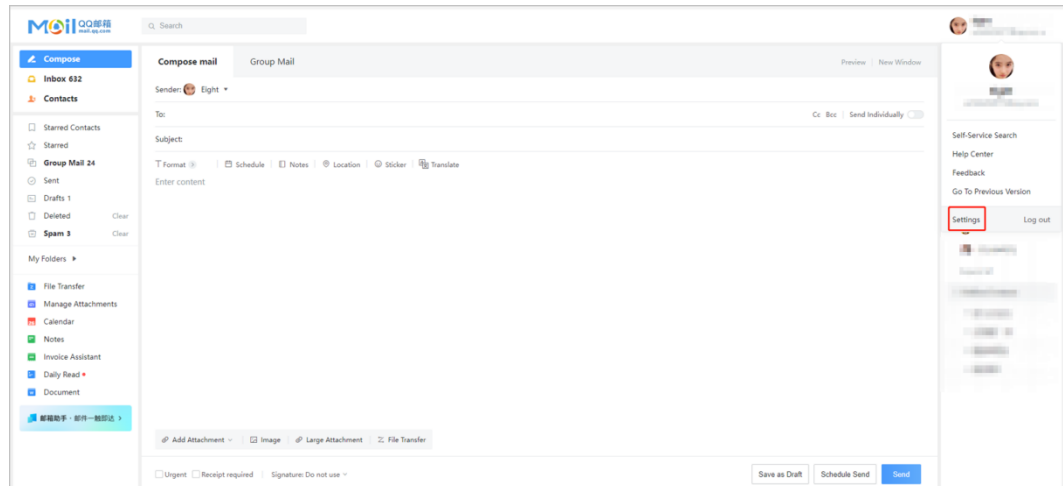 M@il QQ邮箱
mail.qq.com
Search
Compose
Inbox 632
Contacts
Starred Contacts
Starred
Group Mail 24
Sent
Drafts 1
Deleted Clear
Spam 3 Clear
My Folders
File Transfer
Manage Attachments
Calendar
Notes
Invoice Assistant
Daily Read
Document
邮箱助手 · 邮件一触即达 >
Compose mail Group Mail Preview | New Window
Sender: Eight
To: Cc Bcc | Send Individually
Subject:
Format | Schedule | Notes | Location | Sticker | Translate
Enter content
Add Attachment | Image | Large Attachment | File Transfer
Urgent Receipt required | Signature: Do not use
Save as Draft Schedule Send Send
Self-Service Search
Help Center
Feedback
Go To Previous Version
Settings Log out